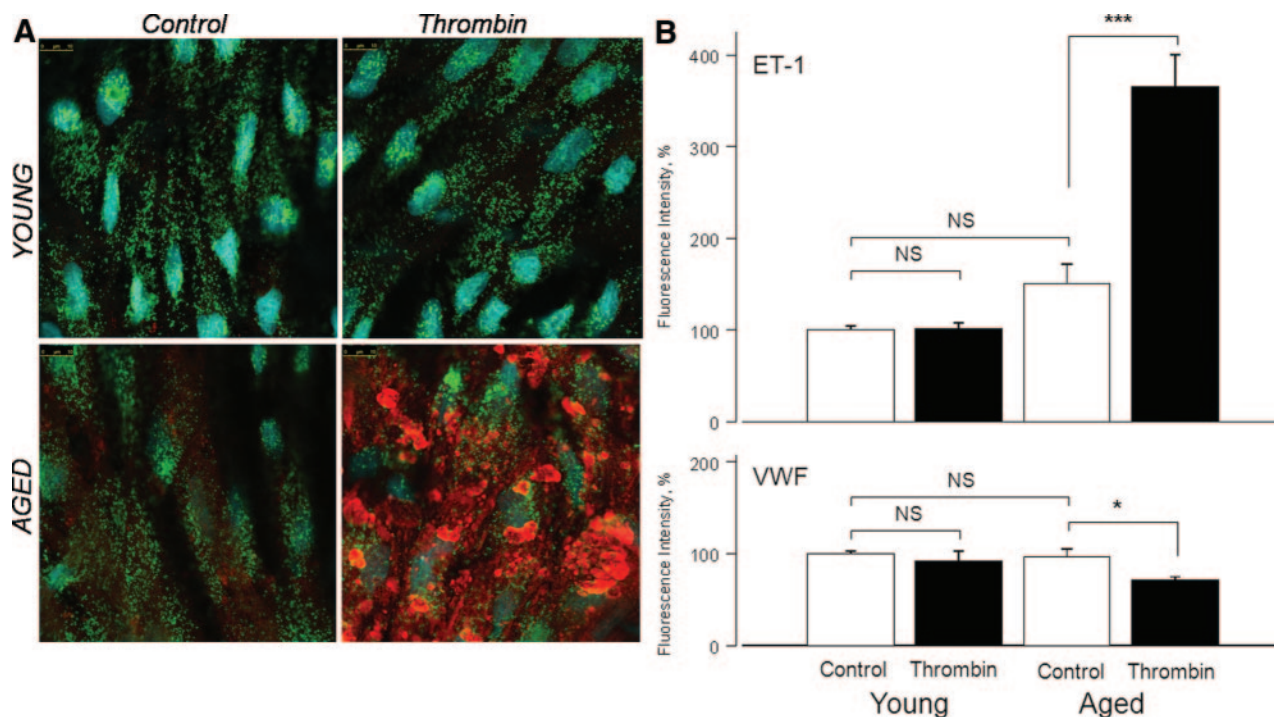 A
Control
Thrombin
YOUNG
AGED
B
ET-1
***
NS
NS
Fluorescence Intensity, %
400
300
200
100
0
VWF
NS
NS
*
Fluorescence Intensity, %
200
100
0
Control
Thrombin
Control
Thrombin
Young
Aged